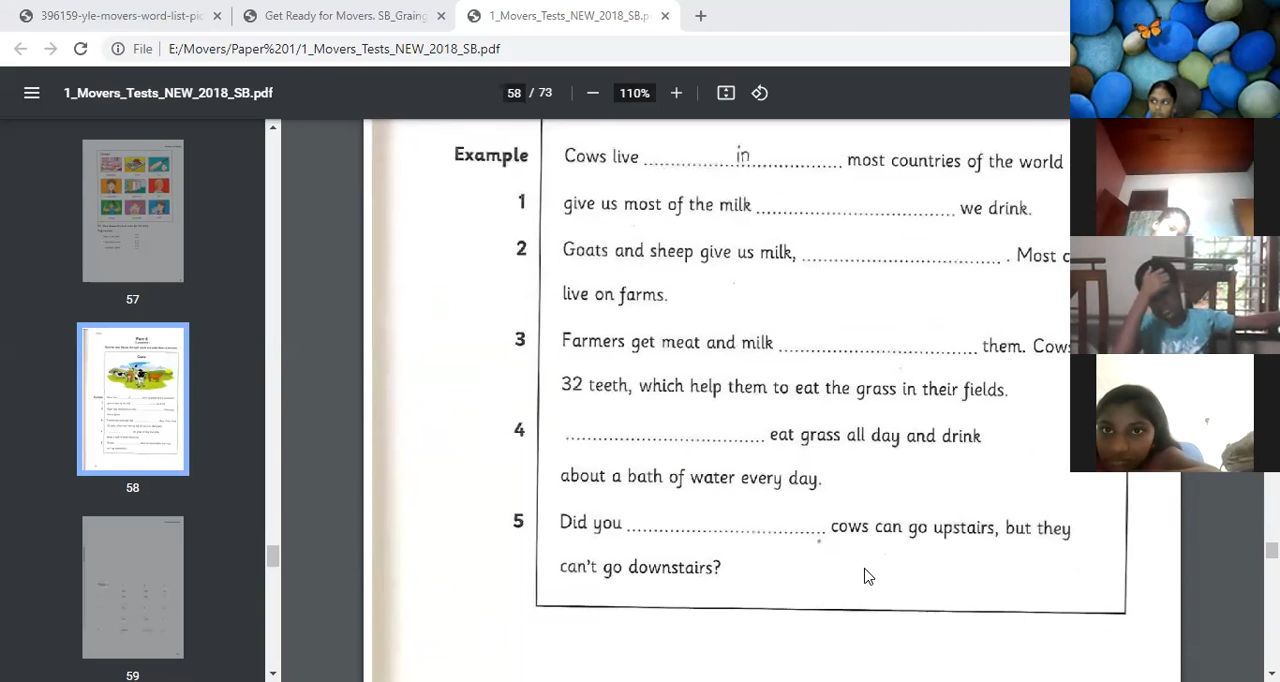 396159-yle-movers-word-list-pic
Get Ready for Movers. SB_Graing
1_Movers_Tests_NEW_2018_SB.pdf
File E:/Movers/Paper%201/1_Movers_Tests_NEW_2018_SB.pdf
1_Movers_Tests_NEW_2018_SB.pdf
58 / 73
110%
57
58
59
Example Cows live in most countries of the world
1 give us most of the milk we drink.
2 Goats and sheep give us milk, . Most c
live on farms.
3 Farmers get meat and milk them. Cows
32 teeth, which help them to eat the grass in their fields.
4 eat grass all day and drink
about a bath of water every day.
5 Did you cows can go upstairs, but they
can't go downstairs?